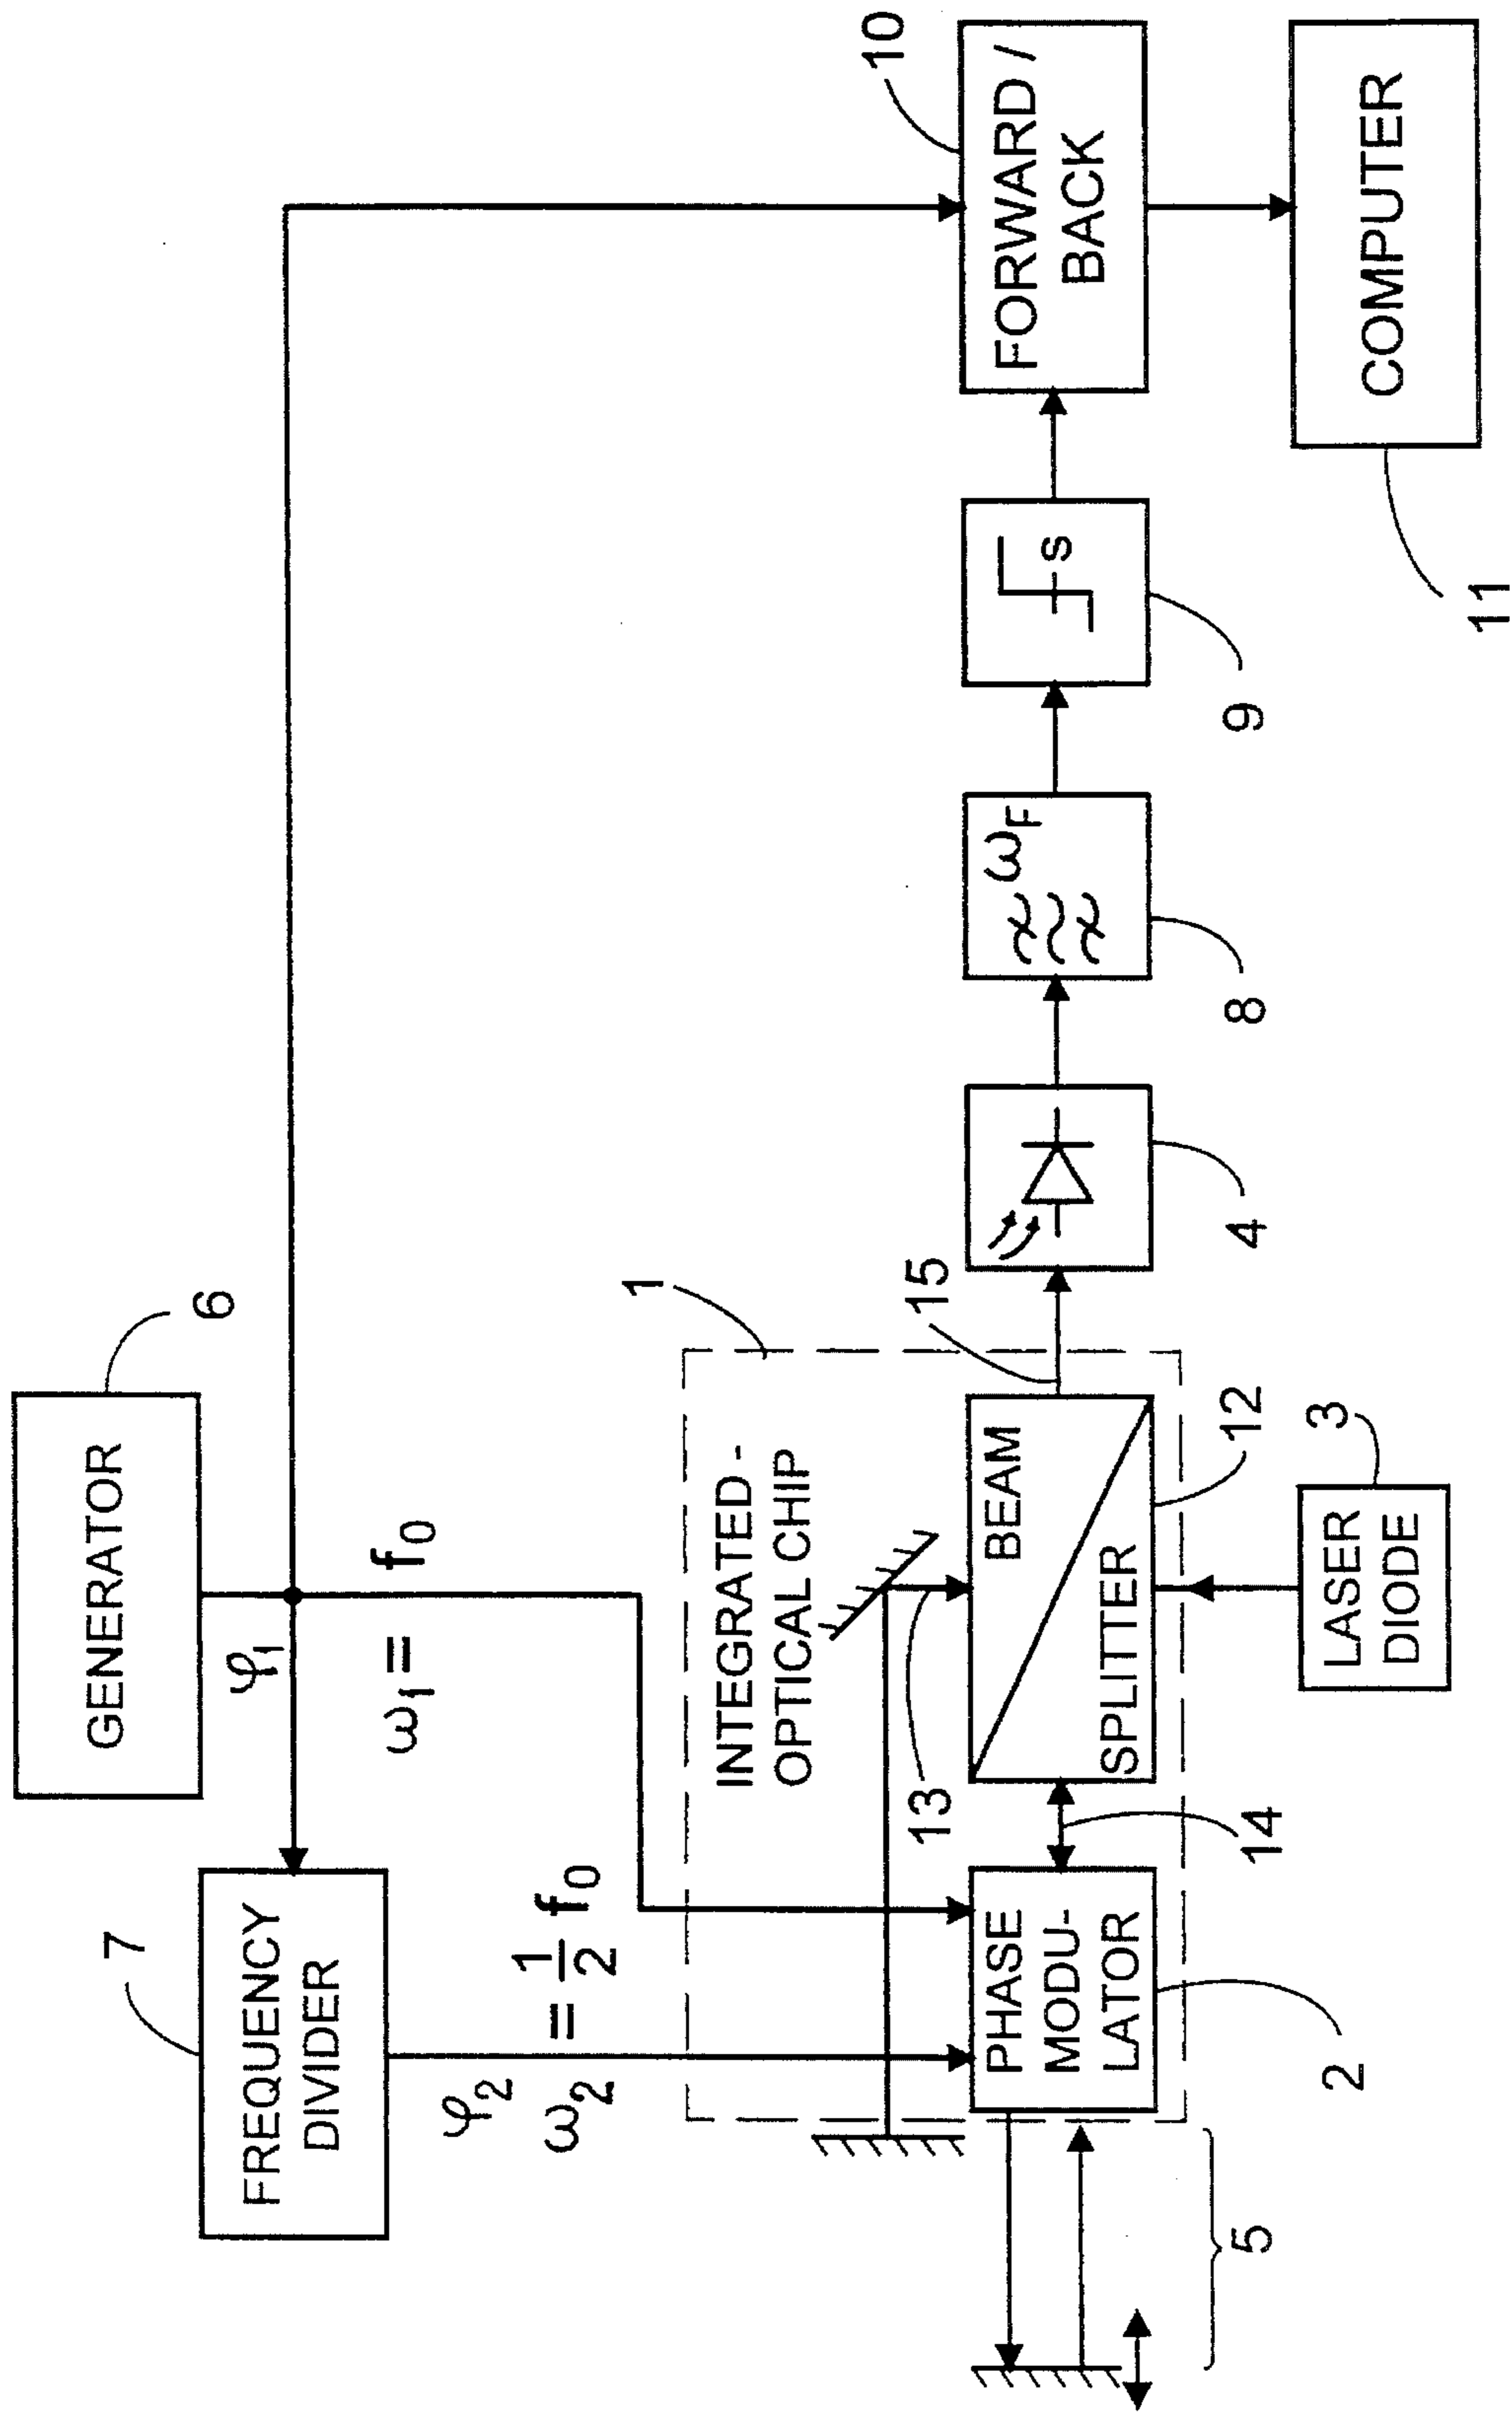 GENERATOR
6
FREQUENCY
DIVIDER
7
φ1
ω1 = f0
φ2
ω2 = 1/2 f0
1
INTEGRATED -
OPTICAL CHIP
13
15
10
PHASE
MODU-
LATOR
BEAM
SPLITTER
ωF
s
FORWARD /
BACK
5
2
14
12
4
8
9
LASER
DIODE
3
COMPUTER
11